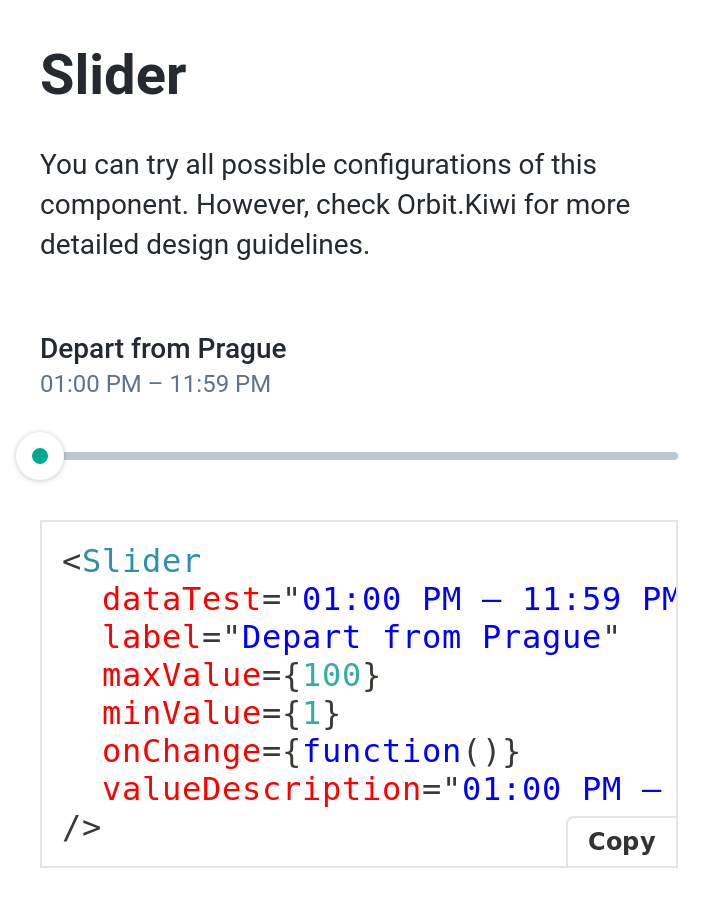 Slider
You can try all possible configurations of this
component. However, check Orbit.Kiwi for more
detailed design guidelines.
Depart from Prague
01:00 PM – 11:59 PM
<Slider
dataTest="01:00 PM – 11:59 PM
label="Depart from Prague"
maxValue={100}
minValue={1}
onChange={function()}
valueDescription="01:00 PM –
/>
Copy